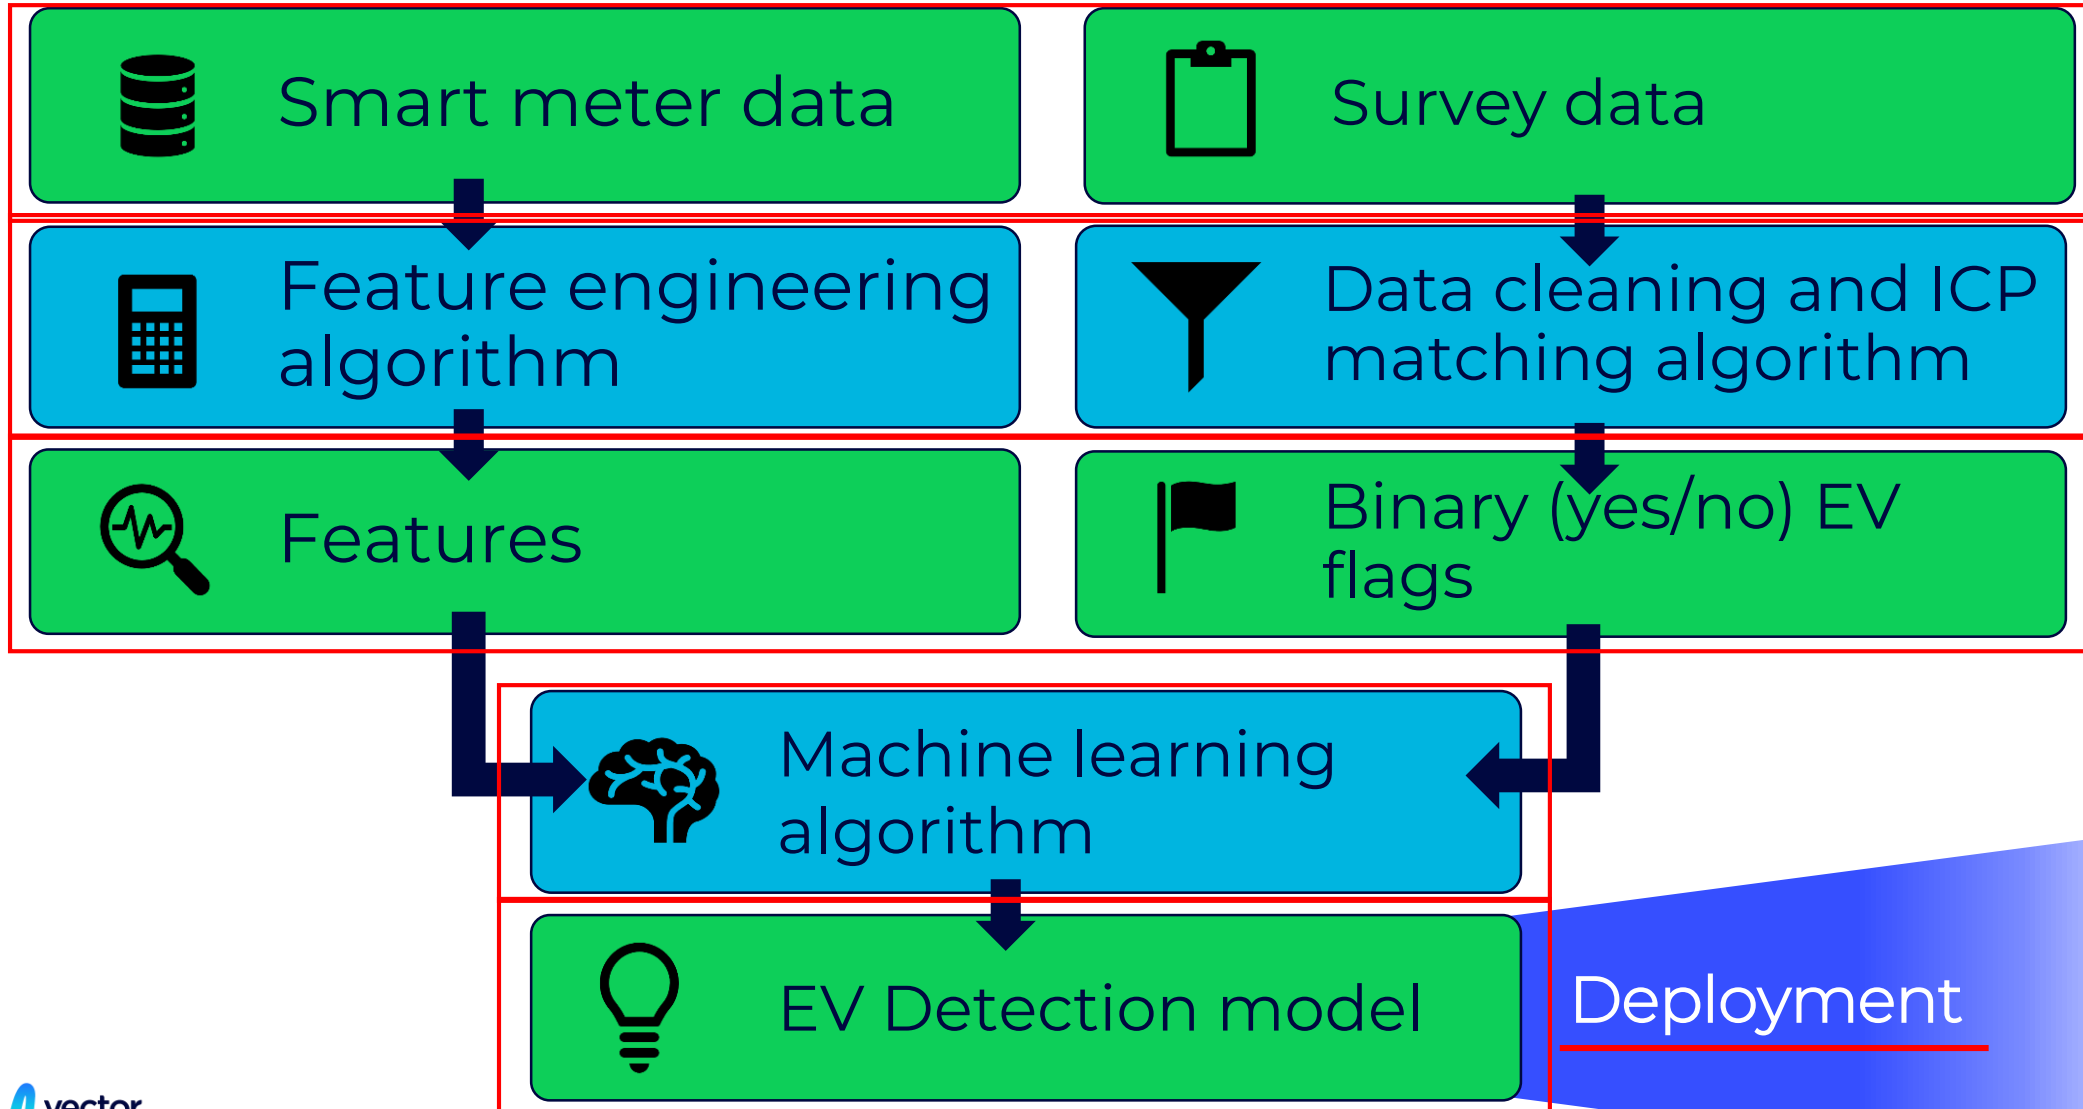 Smart meter data
Survey data
Feature engineering
algorithm
Data cleaning and ICP
matching algorithm
Features
Binary (yes/no) EV
flags
Machine learning
algorithm
EV Detection model
Deployment
vector